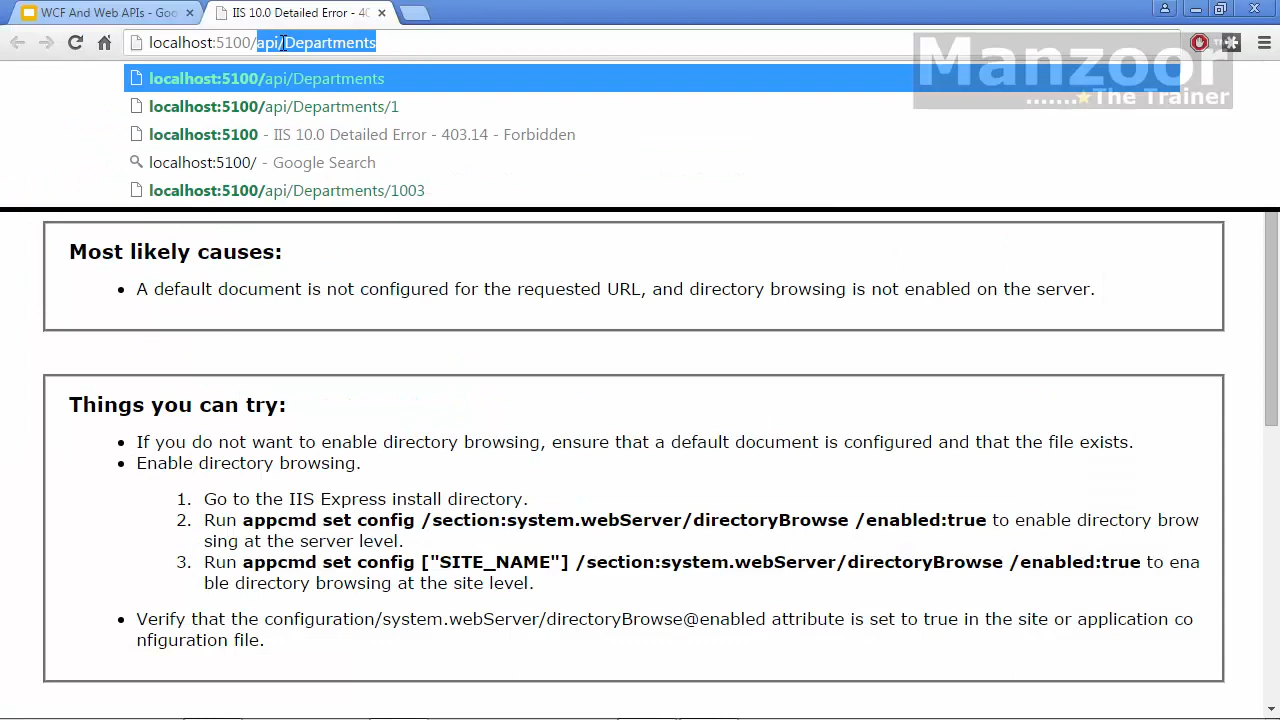 WCF And Web APIs - Goo
IIS 10.0 Detailed Error - 40
localhost:5100/api/Departments
Manzoor
.......The Trainer
localhost:5100/api/Departments
localhost:5100/api/Departments/1
localhost:5100 - IIS 10.0 Detailed Error - 403.14 - Forbidden
localhost:5100/ - Google Search
localhost:5100/api/Departments/1003
Most likely causes:
• A default document is not configured for the requested URL, and directory browsing is not enabled on the server.
Things you can try:
• If you do not want to enable directory browsing, ensure that a default document is configured and that the file exists.
• Enable directory browsing.
1. Go to the IIS Express install directory.
2. Run appcmd set config /section:system.webServer/directoryBrowse /enabled:true to enable directory brow
sing at the server level.
3. Run appcmd set config ["SITE_NAME"] /section:system.webServer/directoryBrowse /enabled:true to ena
ble directory browsing at the site level.
• Verify that the configuration/system.webServer/directoryBrowse@enabled attribute is set to true in the site or application co
nfiguration file.